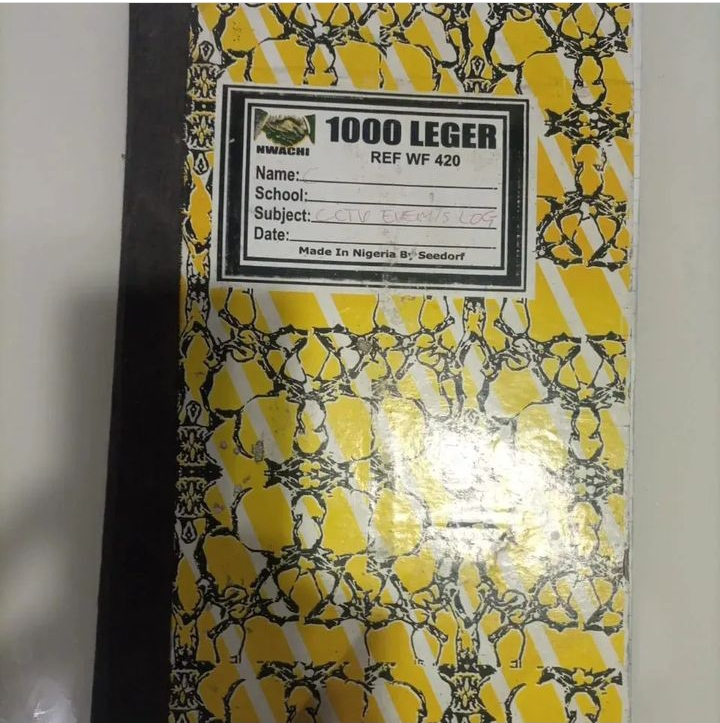 1000 LEGER
NWACHI
REF WF 420
Name:
School:
Subject: CCTV EVENTS LOG
Date:
Made In Nigeria By Seedorf